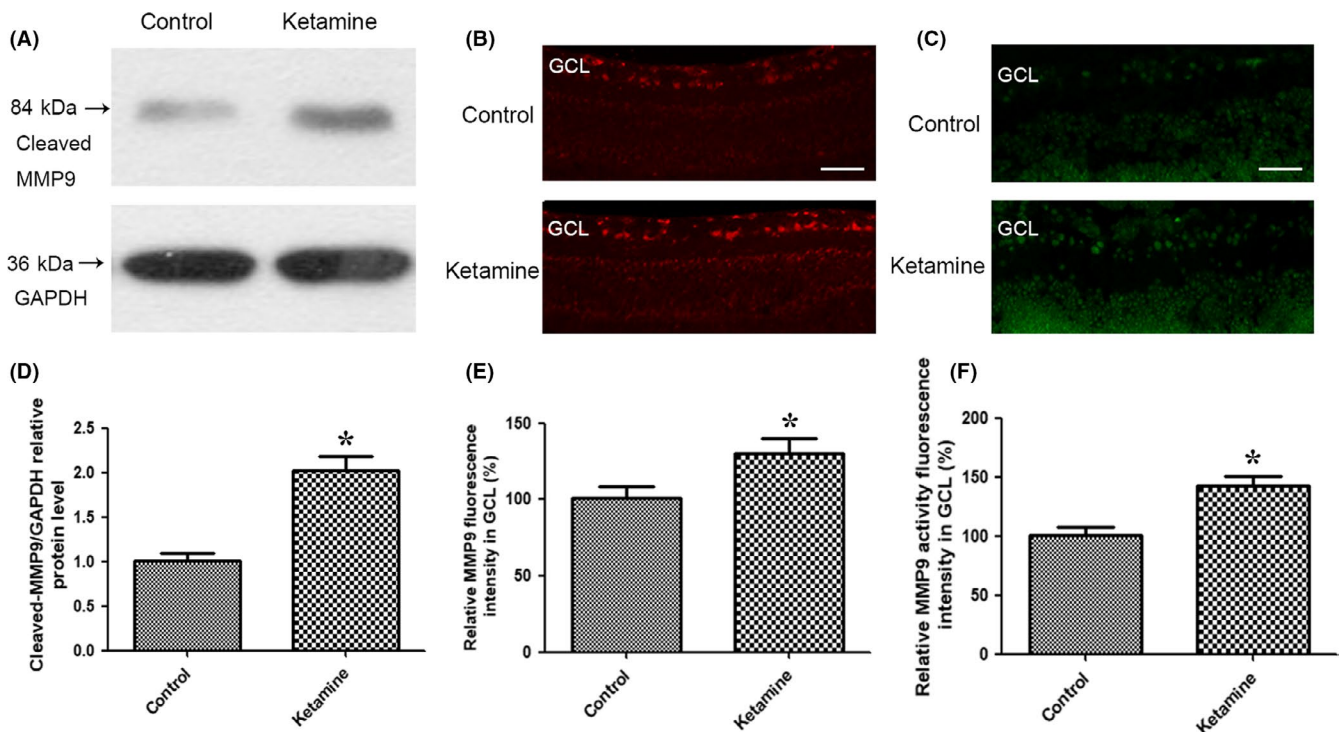 (A)
Control Ketamine
84 kDa →
Cleaved
MMP9
36 kDa →
GAPDH
(B)
GCL
Control
GCL
Ketamine
(C)
GCL
Control
GCL
Ketamine
(D)
Cleaved-MMP9/GAPDH relative
protein level
2.5
2.0
1.5
1.0
0.5
0.0
*
Control
Ketamine
(E)
Relative MMP9 fluorescence
intensity in GCL (%)
150
100
50
0
*
Control
Ketamine
(F)
Relative MMP9 activity fluorescence
intensity in GCL (%)
200
150
100
50
0
*
Control
Ketamine